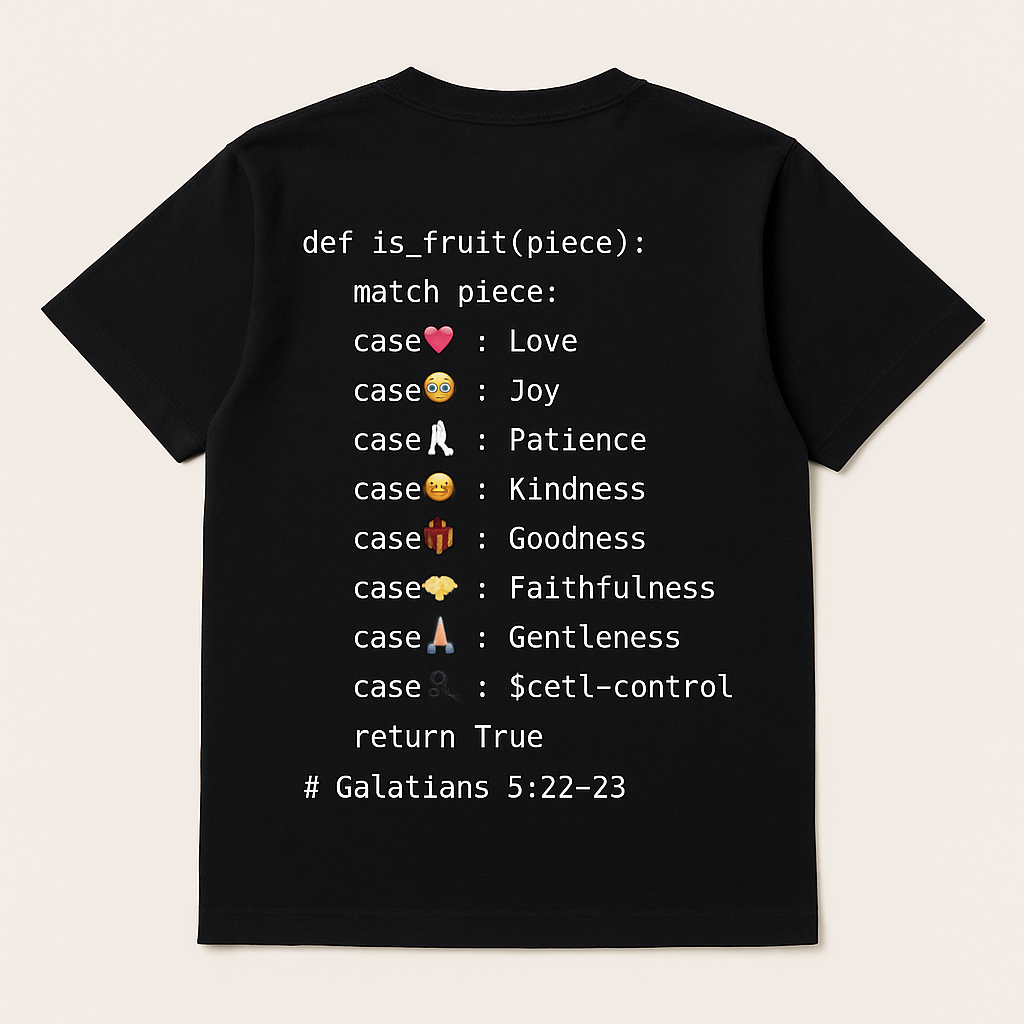 def is_fruit(piece):
match piece:
case❤️ : Love
case😳 : Joy
case🙏 : Patience
case🙂 : Kindness
case🎁 : Goodness
case : Faithfulness
case : Gentleness
case : $cetl-control
return True
# Galatians 5:22-23